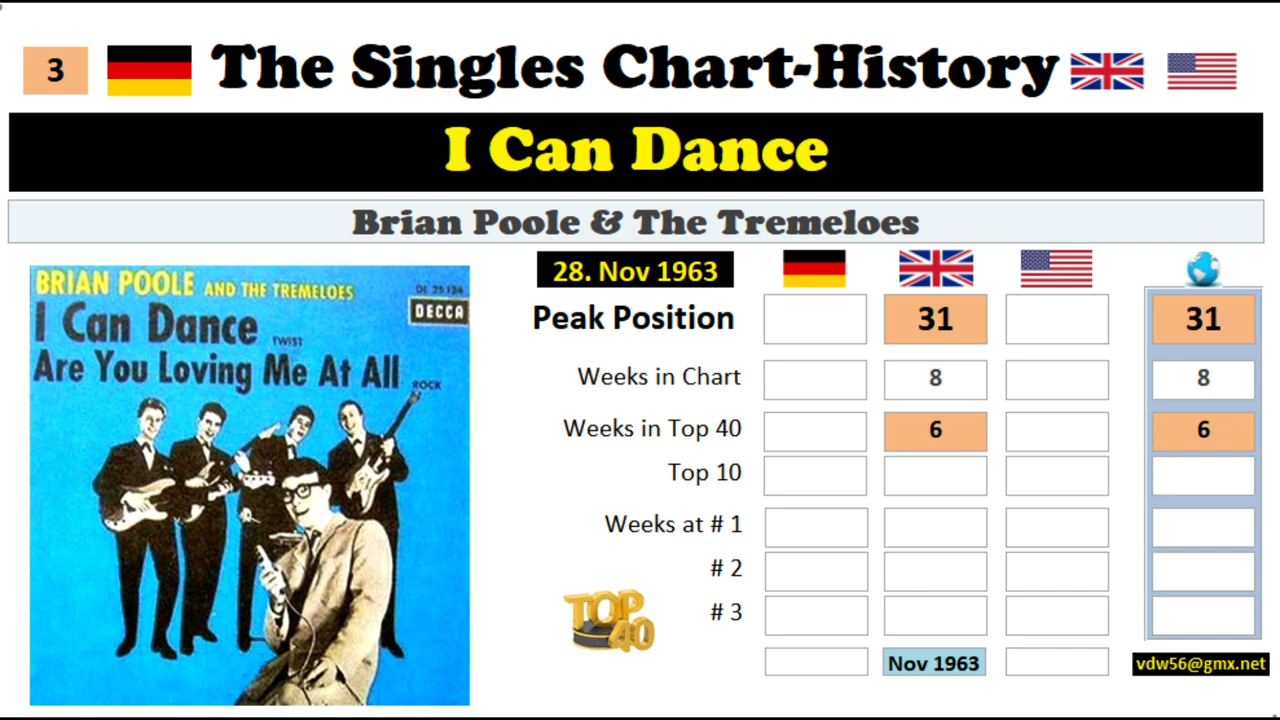 3 The Singles Chart-History
I Can Dance
Brian Poole & The Tremeloes
28. Nov 1963
Peak Position 31 31
Weeks in Chart 8 8
Weeks in Top 40 6 6
Top 10
Weeks at # 1
# 2
# 3
TOP
40
Nov 1963
vdw56@gmx.net
BRIAN POOLE AND THE TREMELOES
DECCA
I Can Dance TWIST
Are You Loving Me At All ROCK